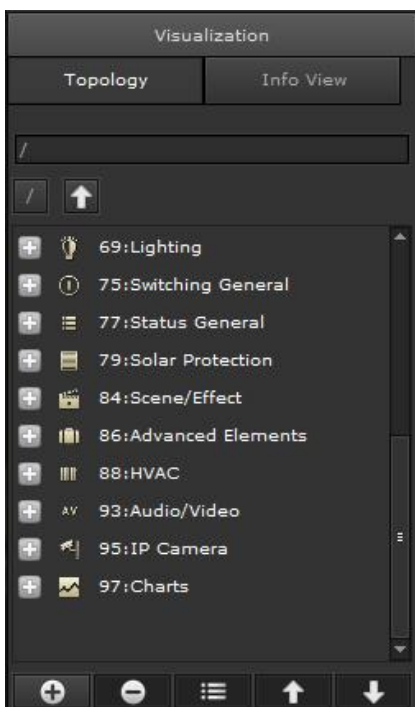 Visualization
Topology Info View
/
/
69:Lighting
75:Switching General
77:Status General
79:Solar Protection
84:Scene/Effect
86:Advanced Elements
88:HVAC
AV 93:Audio/Video
95:IP Camera
97:Charts